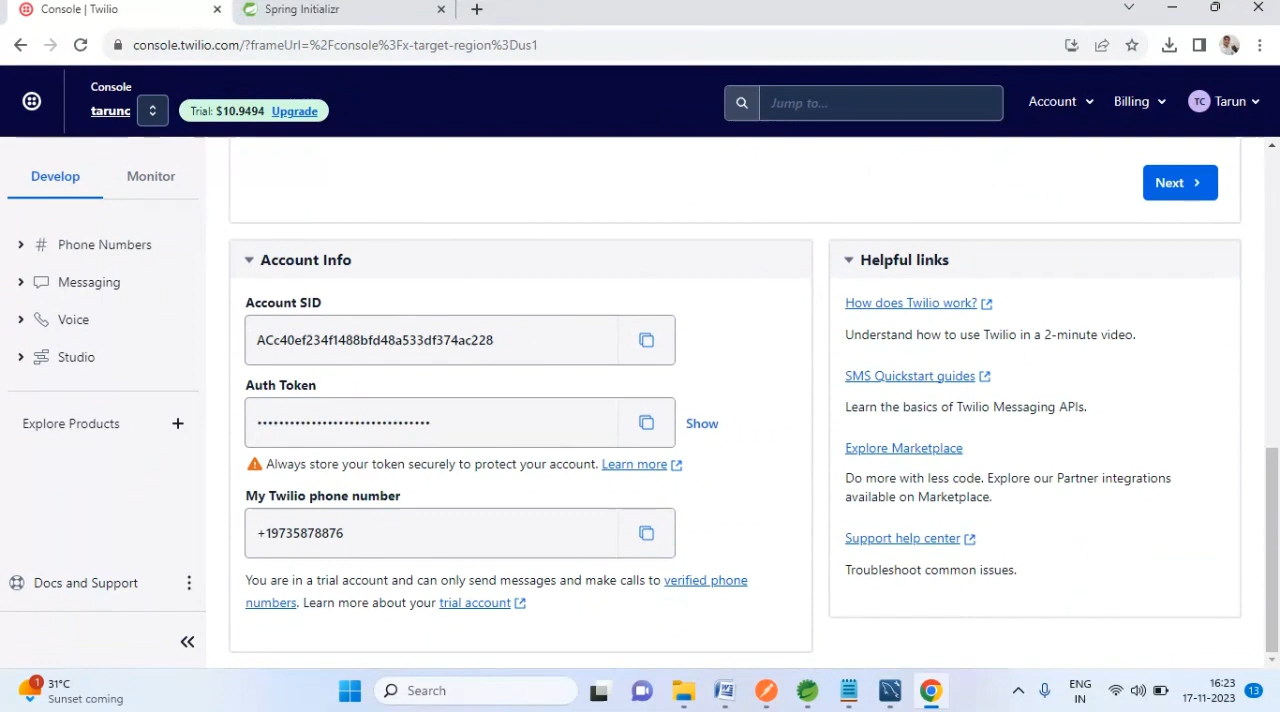 Console | Twilio
Spring Initializr
console.twilio.com/?frameUrl=%2Fconsole%3Fx-target-region%3Dus1
Console
tarunc
Trial: $10.9494 Upgrade
Jump to...
Account
Billing
TC Tarun
Develop
Monitor
Next
Phone Numbers
Messaging
Voice
Studio
Explore Products
Docs and Support
Account Info
Account SID
ACc40ef234f1488bfd48a533df374ac228
Auth Token
•••••••••••••••••••••••••••••••• Show
Always store your token securely to protect your account. Learn more
My Twilio phone number
+19735878876
You are in a trial account and can only send messages and make calls to verified phone
numbers. Learn more about your trial account
Helpful links
How does Twilio work?
Understand how to use Twilio in a 2-minute video.
SMS Quickstart guides
Learn the basics of Twilio Messaging APIs.
Explore Marketplace
Do more with less code. Explore our Partner integrations
available on Marketplace.
Support help center
Troubleshoot common issues.
1
31°C
Sunset coming
Search
ENG
IN
16:23
17-11-2023
13